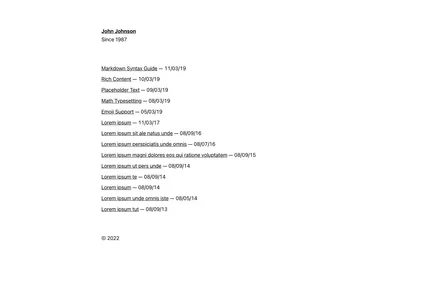 John Johnson
Since 1987
Markdown Syntax Guide — 11/03/19
Rich Content — 10/03/19
Placeholder Text — 09/03/19
Math Typesetting — 08/03/19
Emoji Support — 05/03/19
Lorem ipsum — 11/03/17
Lorem ipsum sit ale natus unde — 08/09/16
Lorem ipsum perspiciatis unde omnis — 08/07/16
Lorem ipsum magni dolores eos qui ratione voluptatem — 08/09/15
Lorem ipsum ut pers unde — 08/09/14
Lorem ipsum te — 08/09/14
Lorem ipsum — 08/09/14
Lorem ipsum unde omnis iste — 08/05/14
Lorem ipsum tut — 08/09/13
© 2022